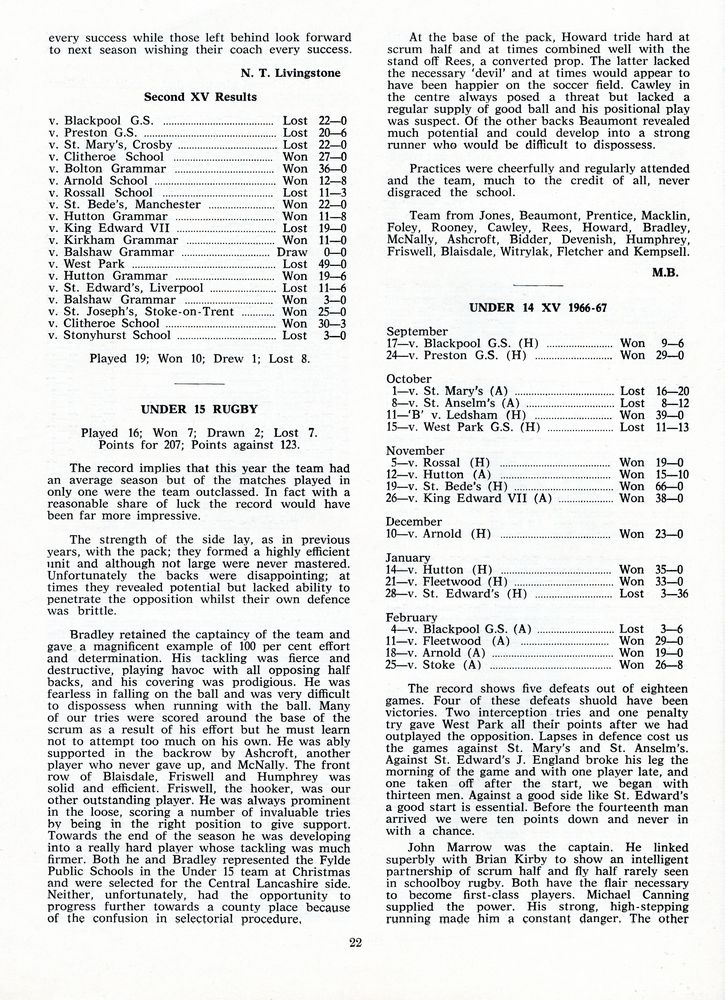 every success while those left behind look forward
to next season wishing their coach every success.
N. T. Livingstone
Second XV Results
v. Blackpool G.S. ........................................ Lost 22—0
v. Preston G.S. ........................................ Lost 20—6
v. St. Mary's, Crosby .............................. Lost 22—0
v. Clitheroe School .............................. Won 27—0
v. Bolton Grammar .............................. Won 36—0
v. Arnold School .............................. Won 12—8
v. Rossall School .............................. Lost 11—3
v. St. Bede's, Manchester .................... Won 22—0
v. Hutton Grammar .............................. Won 11—8
v. King Edward VII .............................. Lost 19—0
v. Kirkham Grammar .......................... Won 11—0
v. Balshaw Grammar .......................... Draw 0—0
v. West Park ........................................ Lost 49—0
v. Hutton Grammar .............................. Won 19—6
v. St. Edward's, Liverpool .................... Lost 11—6
v. Balshaw Grammar .......................... Won 3—0
v. St. Joseph's, Stoke-on-Trent .......... Won 25—0
v. Clitheroe School .............................. Won 30—3
v. Stonyhurst School .......................... Lost 3—0
Played 19; Won 10; Drew 1; Lost 8.
UNDER 15 RUGBY
Played 16; Won 7; Drawn 2; Lost 7.
Points for 207; Points against 123.
The record implies that this year the team had
an average season but of the matches played in
only one were the team outclassed. In fact with a
reasonable share of luck the record would have
been far more impressive.
The strength of the side lay, as in previous
years, with the pack; they formed a highly efficient
unit and although not large were never mastered.
Unfortunately the backs were disappointing; at
times they revealed potential but lacked ability to
penetrate the opposition whilst their own defence
was brittle.
Bradley retained the captaincy of the team and
gave a magnificent example of 100 per cent effort
and determination. His tackling was fierce and
destructive, playing havoc with all opposing half
backs, and his covering was prodigious. He was
fearless in falling on the ball and was very difficult
to dispossess when running with the ball. Many
of our tries were scored around the base of the
scrum as a result of his effort but he must learn
not to attempt too much on his own. He was ably
supported in the backrow by Ashcroft, another
player who never gave up, and McNally. The front
row of Blaisdale, Friswell and Humphrey was
solid and efficient. Friswell, the hooker, was our
other outstanding player. He was always prominent
in the loose, scoring a number of invaluable tries
by being in the right position to give support.
Towards the end of the season he was developing
into a really hard player whose tackling was much
firmer. Both he and Bradley represented the Fylde
Public Schools in the Under 15 team at Christmas
and were selected for the Central Lancashire side.
Neither, unfortunately, had the opportunity to
progress further towards a county place because
of the confusion in selectorial procedure.
At the base of the pack, Howard tride hard at
scrum half and at times combined well with the
stand off Rees, a converted prop. The latter lacked
the necessary 'devil' and at times would appear to
have been happier on the soccer field. Cawley in
the centre always posed a threat but lacked a
regular supply of good ball and his positional play
was suspect. Of the other backs Beaumont revealed
much potential and could develop into a strong
runner who would be difficult to dispossess.
Practices were cheerfully and regularly attended
and the team, much to the credit of all, never
disgraced the school.
Team from Jones, Beaumont, Prentice, Macklin,
Foley, Rooney, Cawley, Rees, Howard, Bradley,
McNally, Ashcroft, Bidder, Devenish, Humphrey,
Friswell, Blaisdale, Witrylak, Fletcher and Kempsell.
M.B.
UNDER 14 XV 1966-67
September
17—v. Blackpool G.S. (H) ...................... Won 9—6
24—v. Preston G.S. (H) ...................... Won 29—0
October
1—v. St. Mary's (A) .............................. Lost 16—20
8—v. St. Anselm's (A) .......................... Lost 8—12
11—'B' v. Ledsham (H) ...................... Won 39—0
15—v. West Park G.S. (H) .................. Lost 11—13
November
5—v. Rossal (H) .............................. Won 19—0
12—v. Hutton (A) .............................. Won 15—10
19—v. St. Bede's (H) .......................... Won 66—0
26—v. King Edward VII (A) .............. Won 38—0
December
10—v. Arnold (H) .............................. Won 23—0
January
14—v. Hutton (H) .............................. Won 35—0
21—v. Fleetwood (H) .......................... Won 33—0
28—v. St. Edward's (H) ...................... Lost 3—36
February
4—v. Blackpool G.S. (A) ...................... Lost 3—6
11—v. Fleetwood (H) .......................... Won 29—0
18—v. Arnold (A) .............................. Won 19—0
25—v. Stoke (A) .............................. Won 26—8
The record shows five defeats out of eighteen
games. Four of these defeats shuold have been
victories. Two interception tries and one penalty
try gave West Park all their points after we had
outplayed the opposition. Lapses in defence cost us
the games against St. Mary's and St. Anselm's.
Against St. Edward's J. England broke his leg the
morning of the game and with one player late, and
one taken off after the start, we began with
thirteen men. Against a good side like St. Edward's
a good start is essential. Before the fourteenth man
arrived we were ten points down and never in
with a chance.
John Marrow was the captain. He linked
superbly with Brian Kirby to show an intelligent
partnership of scrum half and fly half rarely seen
in schoolboy rugby. Both have the flair necessary
to become first-class players. Michael Canning
supplied the power. His strong, high-stepping
running made him a constant danger. The other
22